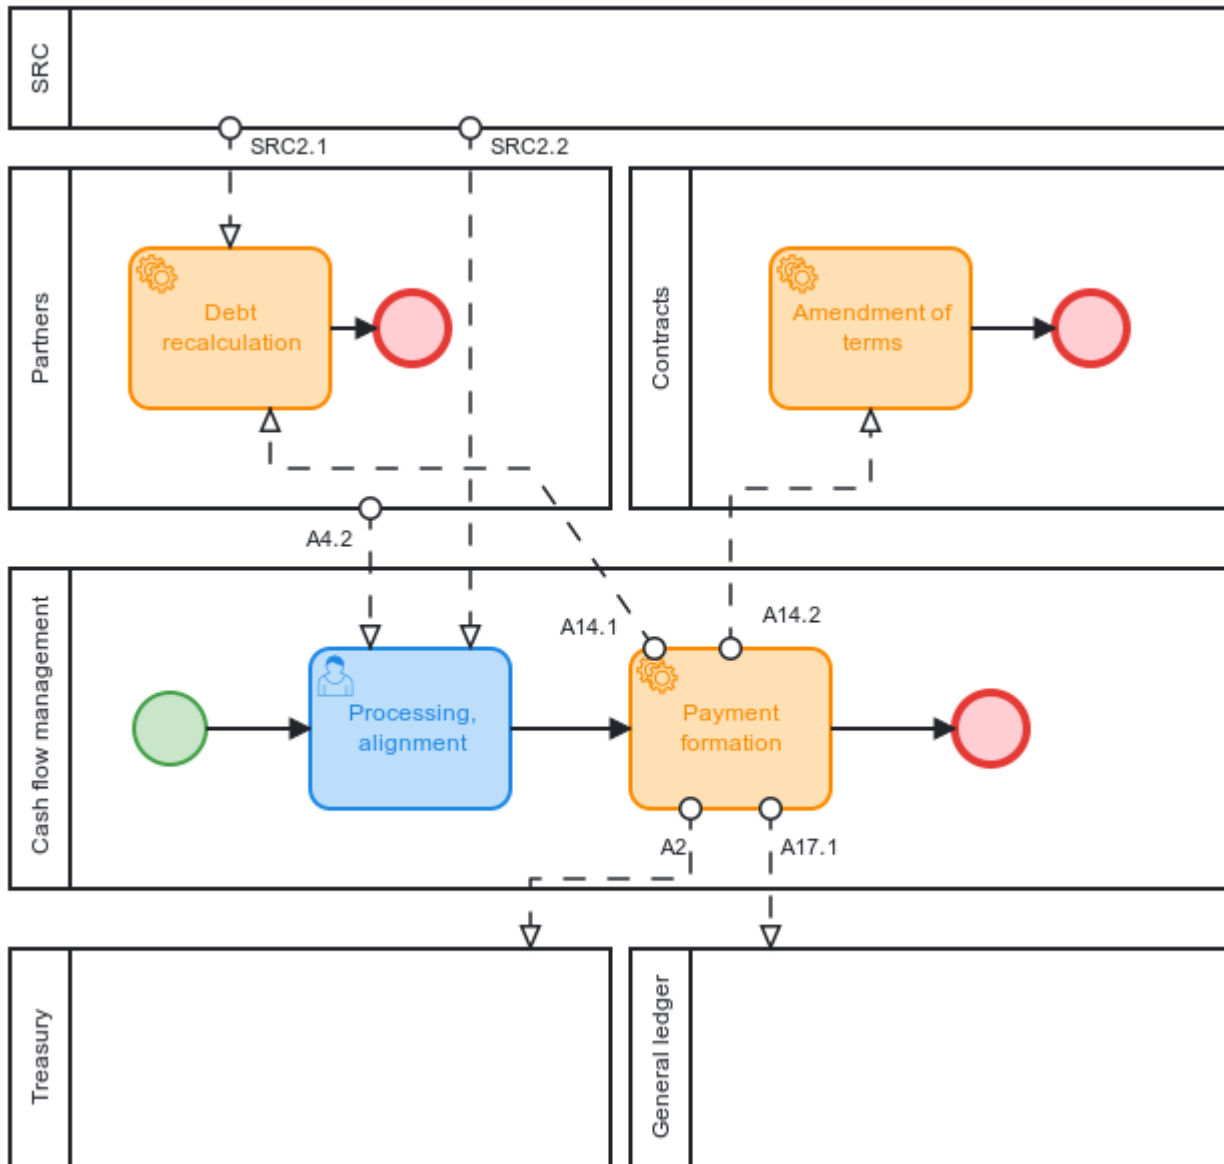 SRC
SRC2.1
SRC2.2
Partners
Debt
recalculation
Contracts
Amendment of
terms
A4.2
A14.1
A14.2
Cash flow management
Processing,
alignment
Payment
formation
A2
A17.1
Treasury
General ledger